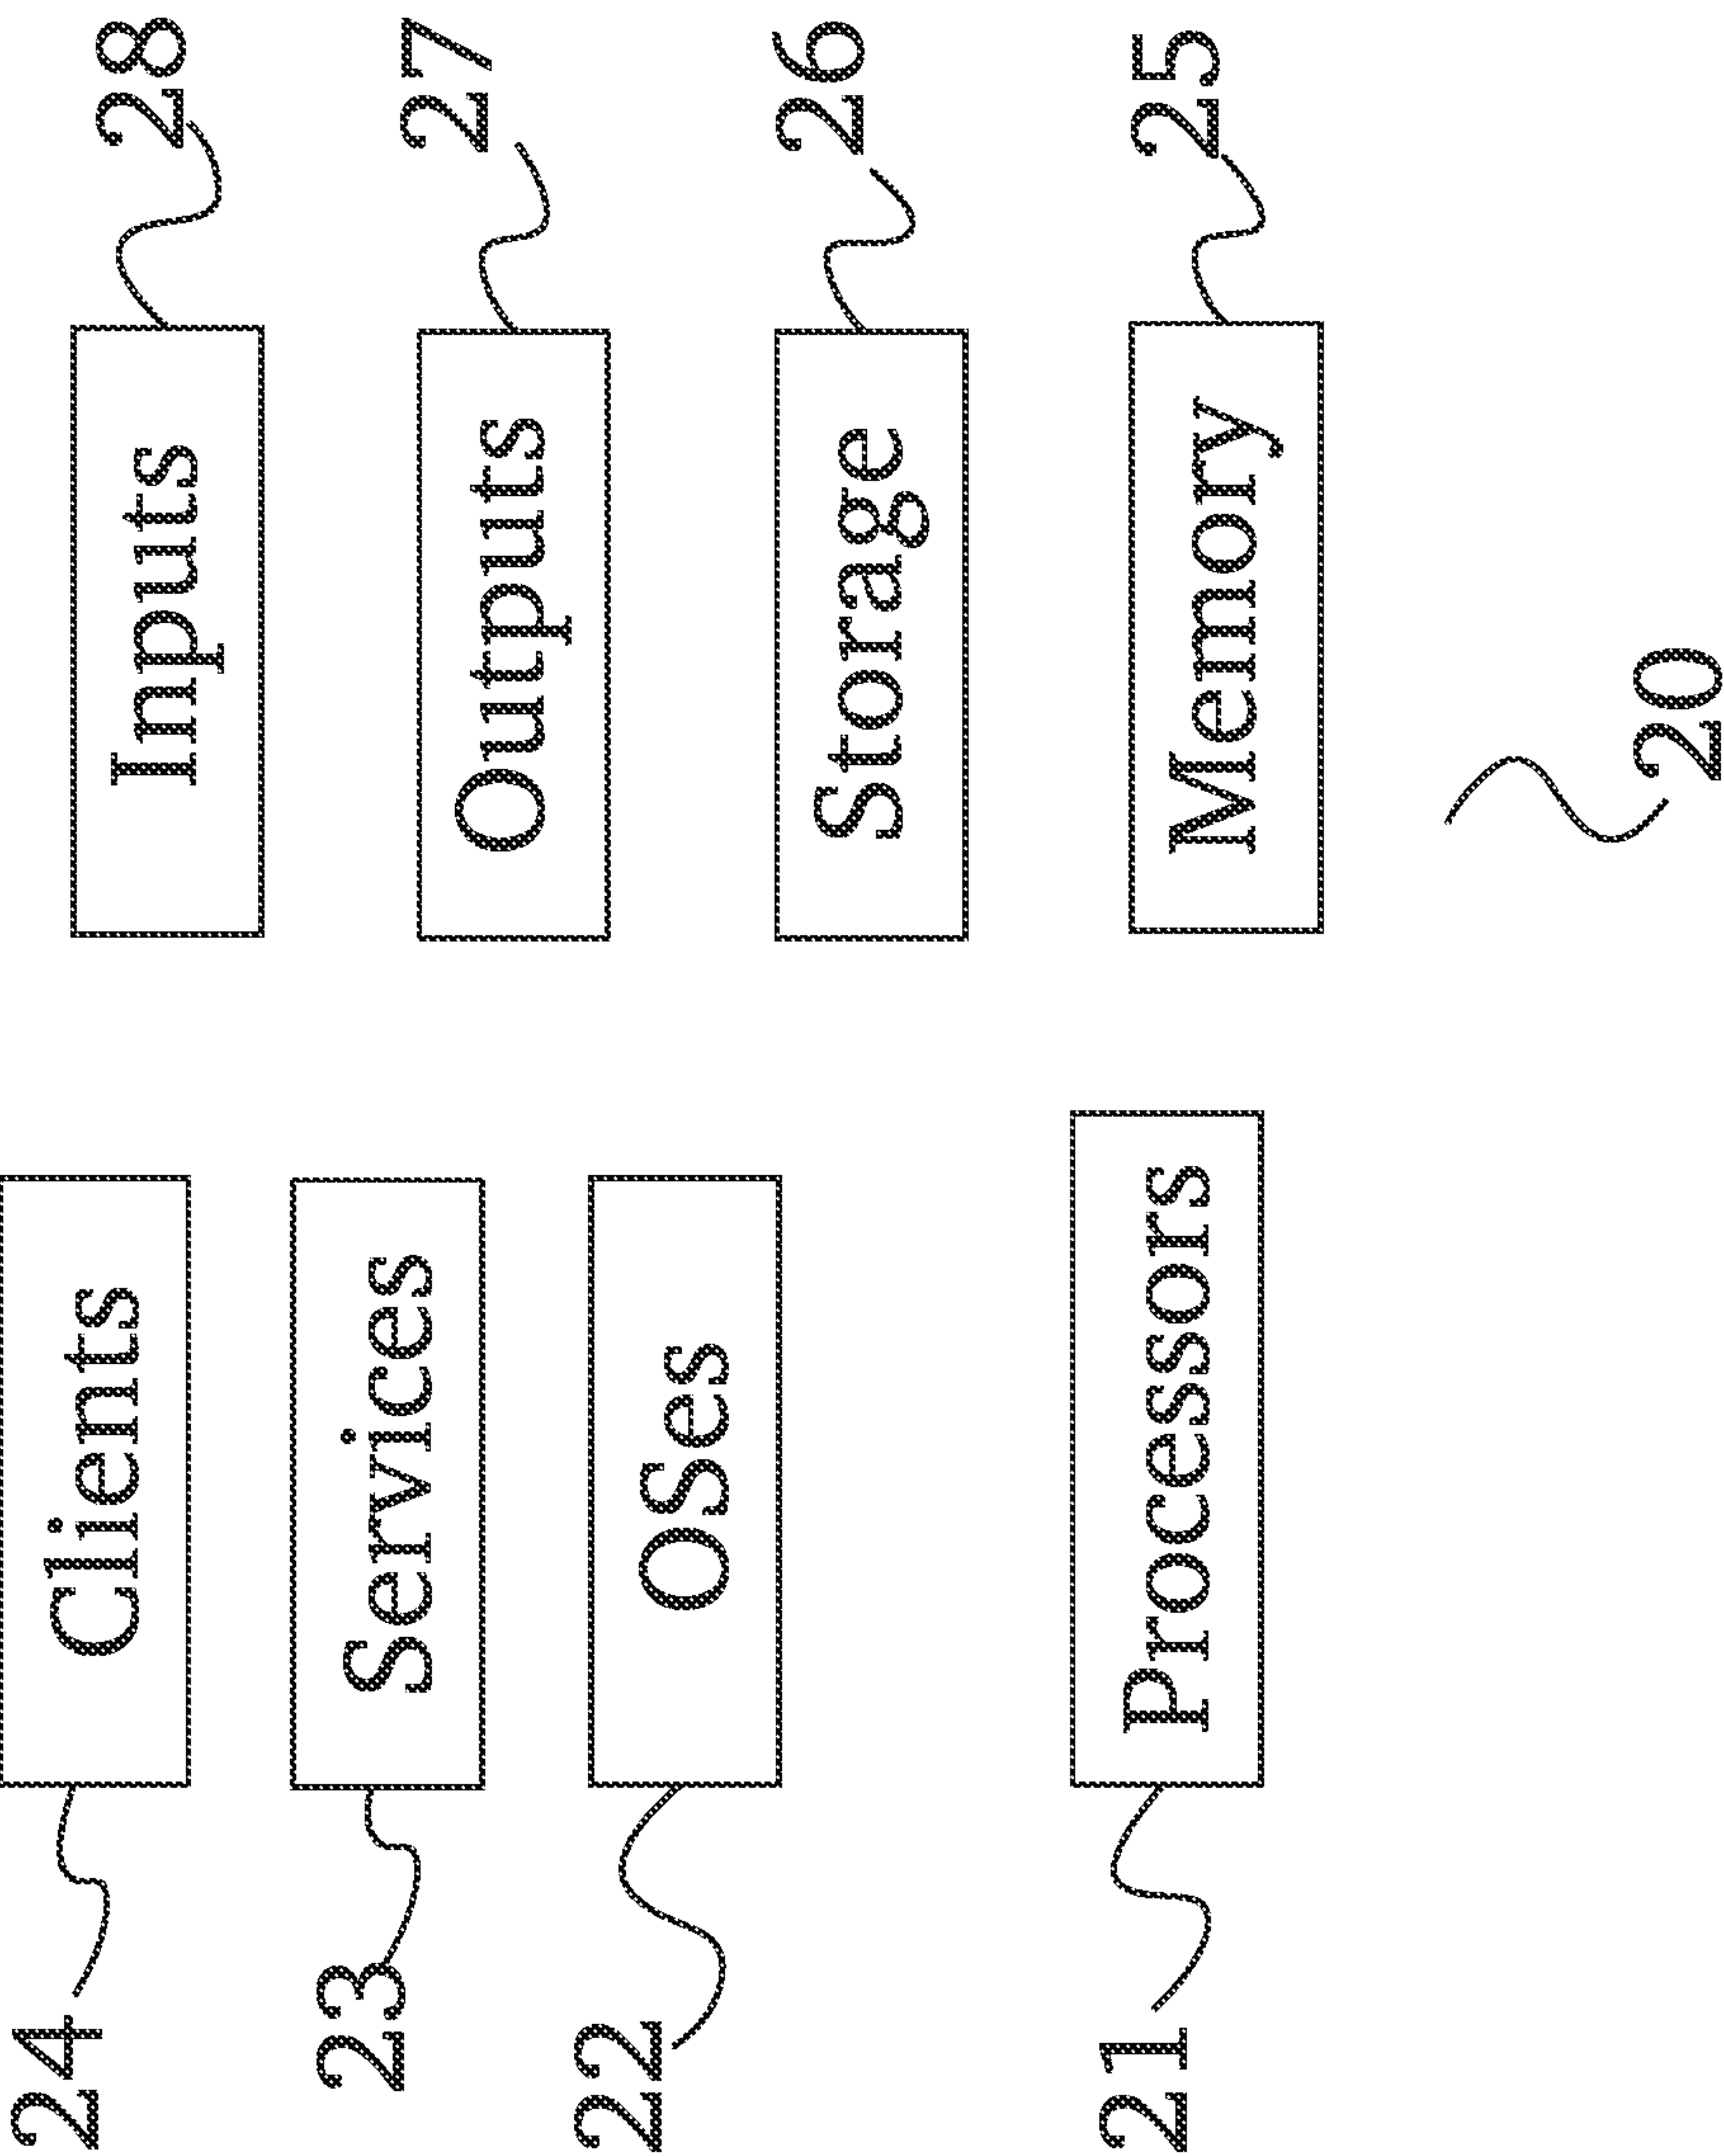 24 Clients Inputs 28
23 Services Outputs 27
22 OSes Storage 26
21 Processors Memory 25
20